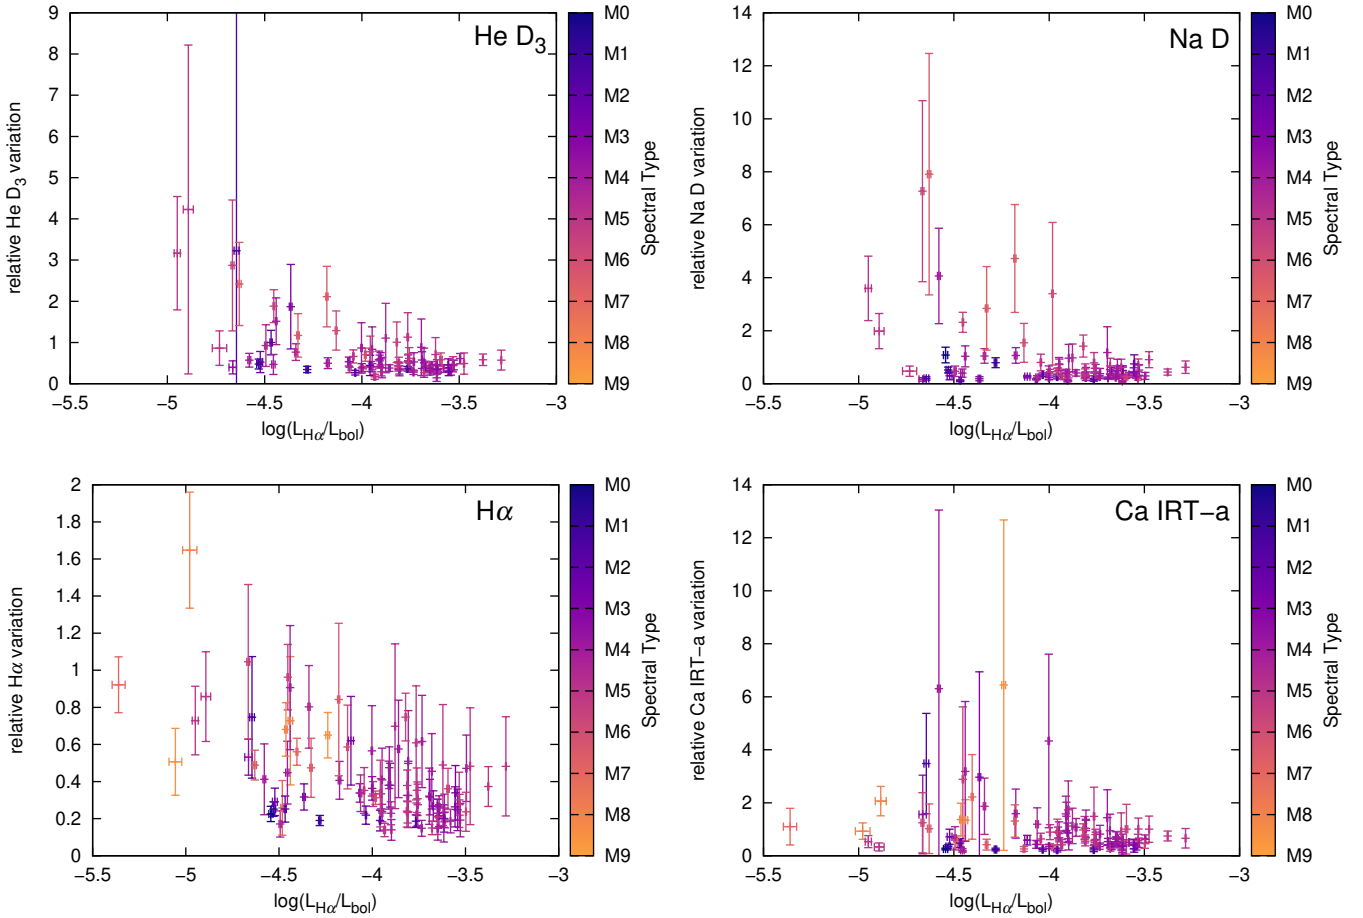 He D3
relative He D3 variation
9
8
7
6
5
4
3
2
1
0
−5.5 −5 −4.5 −4 −3.5 −3
log(LHα/Lbol)
M0
M1
M2
M3
M4
M5
M6
M7
M8
M9
Spectral Type
Na D
relative Na D variation
14
12
10
8
6
4
2
0
−5.5 −5 −4.5 −4 −3.5 −3
log(LHα/Lbol)
M0
M1
M2
M3
M4
M5
M6
M7
M8
M9
Spectral Type
Hα
relative Hα variation
2
1.8
1.6
1.4
1.2
1
0.8
0.6
0.4
0.2
0
−5.5 −5 −4.5 −4 −3.5 −3
log(LHα/Lbol)
M0
M1
M2
M3
M4
M5
M6
M7
M8
M9
Spectral Type
Ca IRT−a
relative Ca IRT−a variation
14
12
10
8
6
4
2
0
−5.5 −5 −4.5 −4 −3.5 −3
log(LHα/Lbol)
M0
M1
M2
M3
M4
M5
M6
M7
M8
M9
Spectral Type